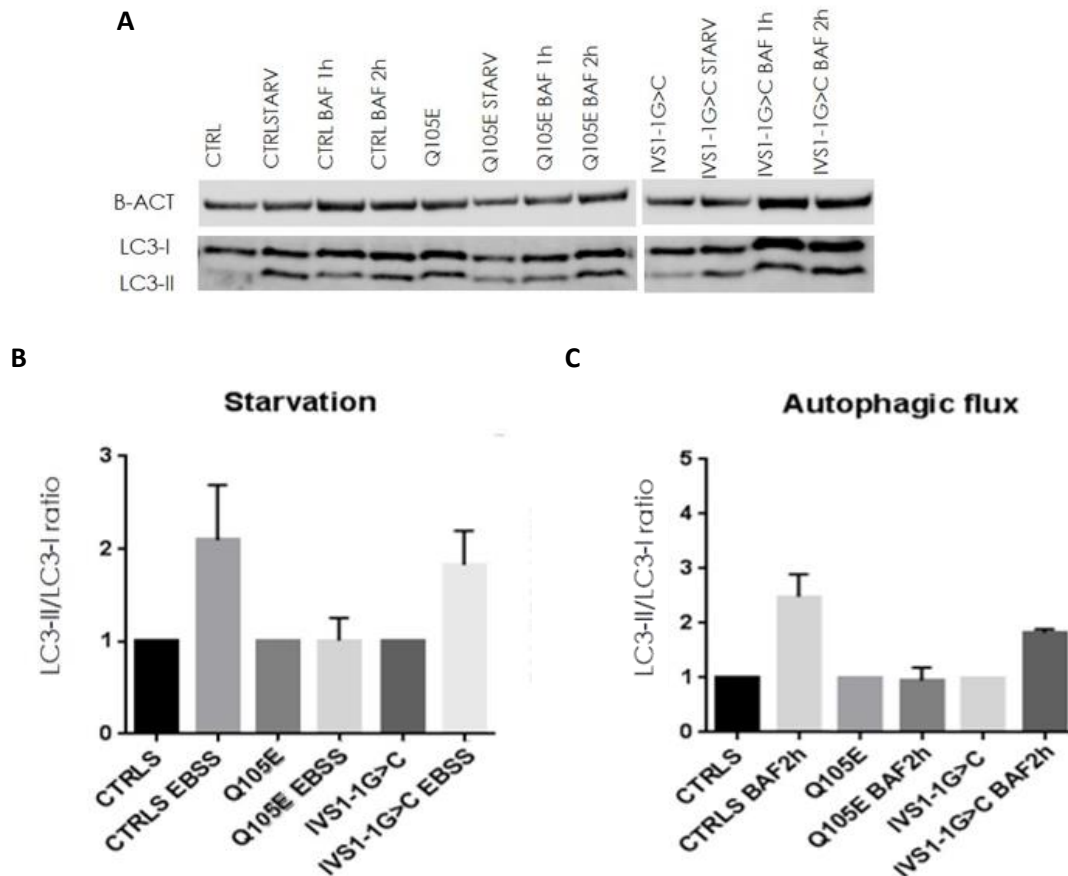 A
CTRL
CTRLSTARV
CTRL BAF 1h
CTRL BAF 2h
Q105E
Q105E STARV
Q105E BAF 1h
Q105E BAF 2h
IVS1-1G>C
IVS1-1G>C STARV
IVS1-1G>C BAF 1h
IVS1-1G>C BAF 2h
B-ACT
LC3-I
LC3-II
B
Starvation
LC3-II/LC3-I ratio
3
2
1
0
CTRLS
CTRLS EBSS
Q105E
Q105E EBSS
IVS1-1G>C
IVS1-1G>C EBSS
C
Autophagic flux
LC3-II/LC3-I ratio
5
4
3
2
1
0
CTRLS
CTRLS BAF2h
Q105E
Q105E BAF2h
IVS1-1G>C
IVS1-1G>C BAF2h